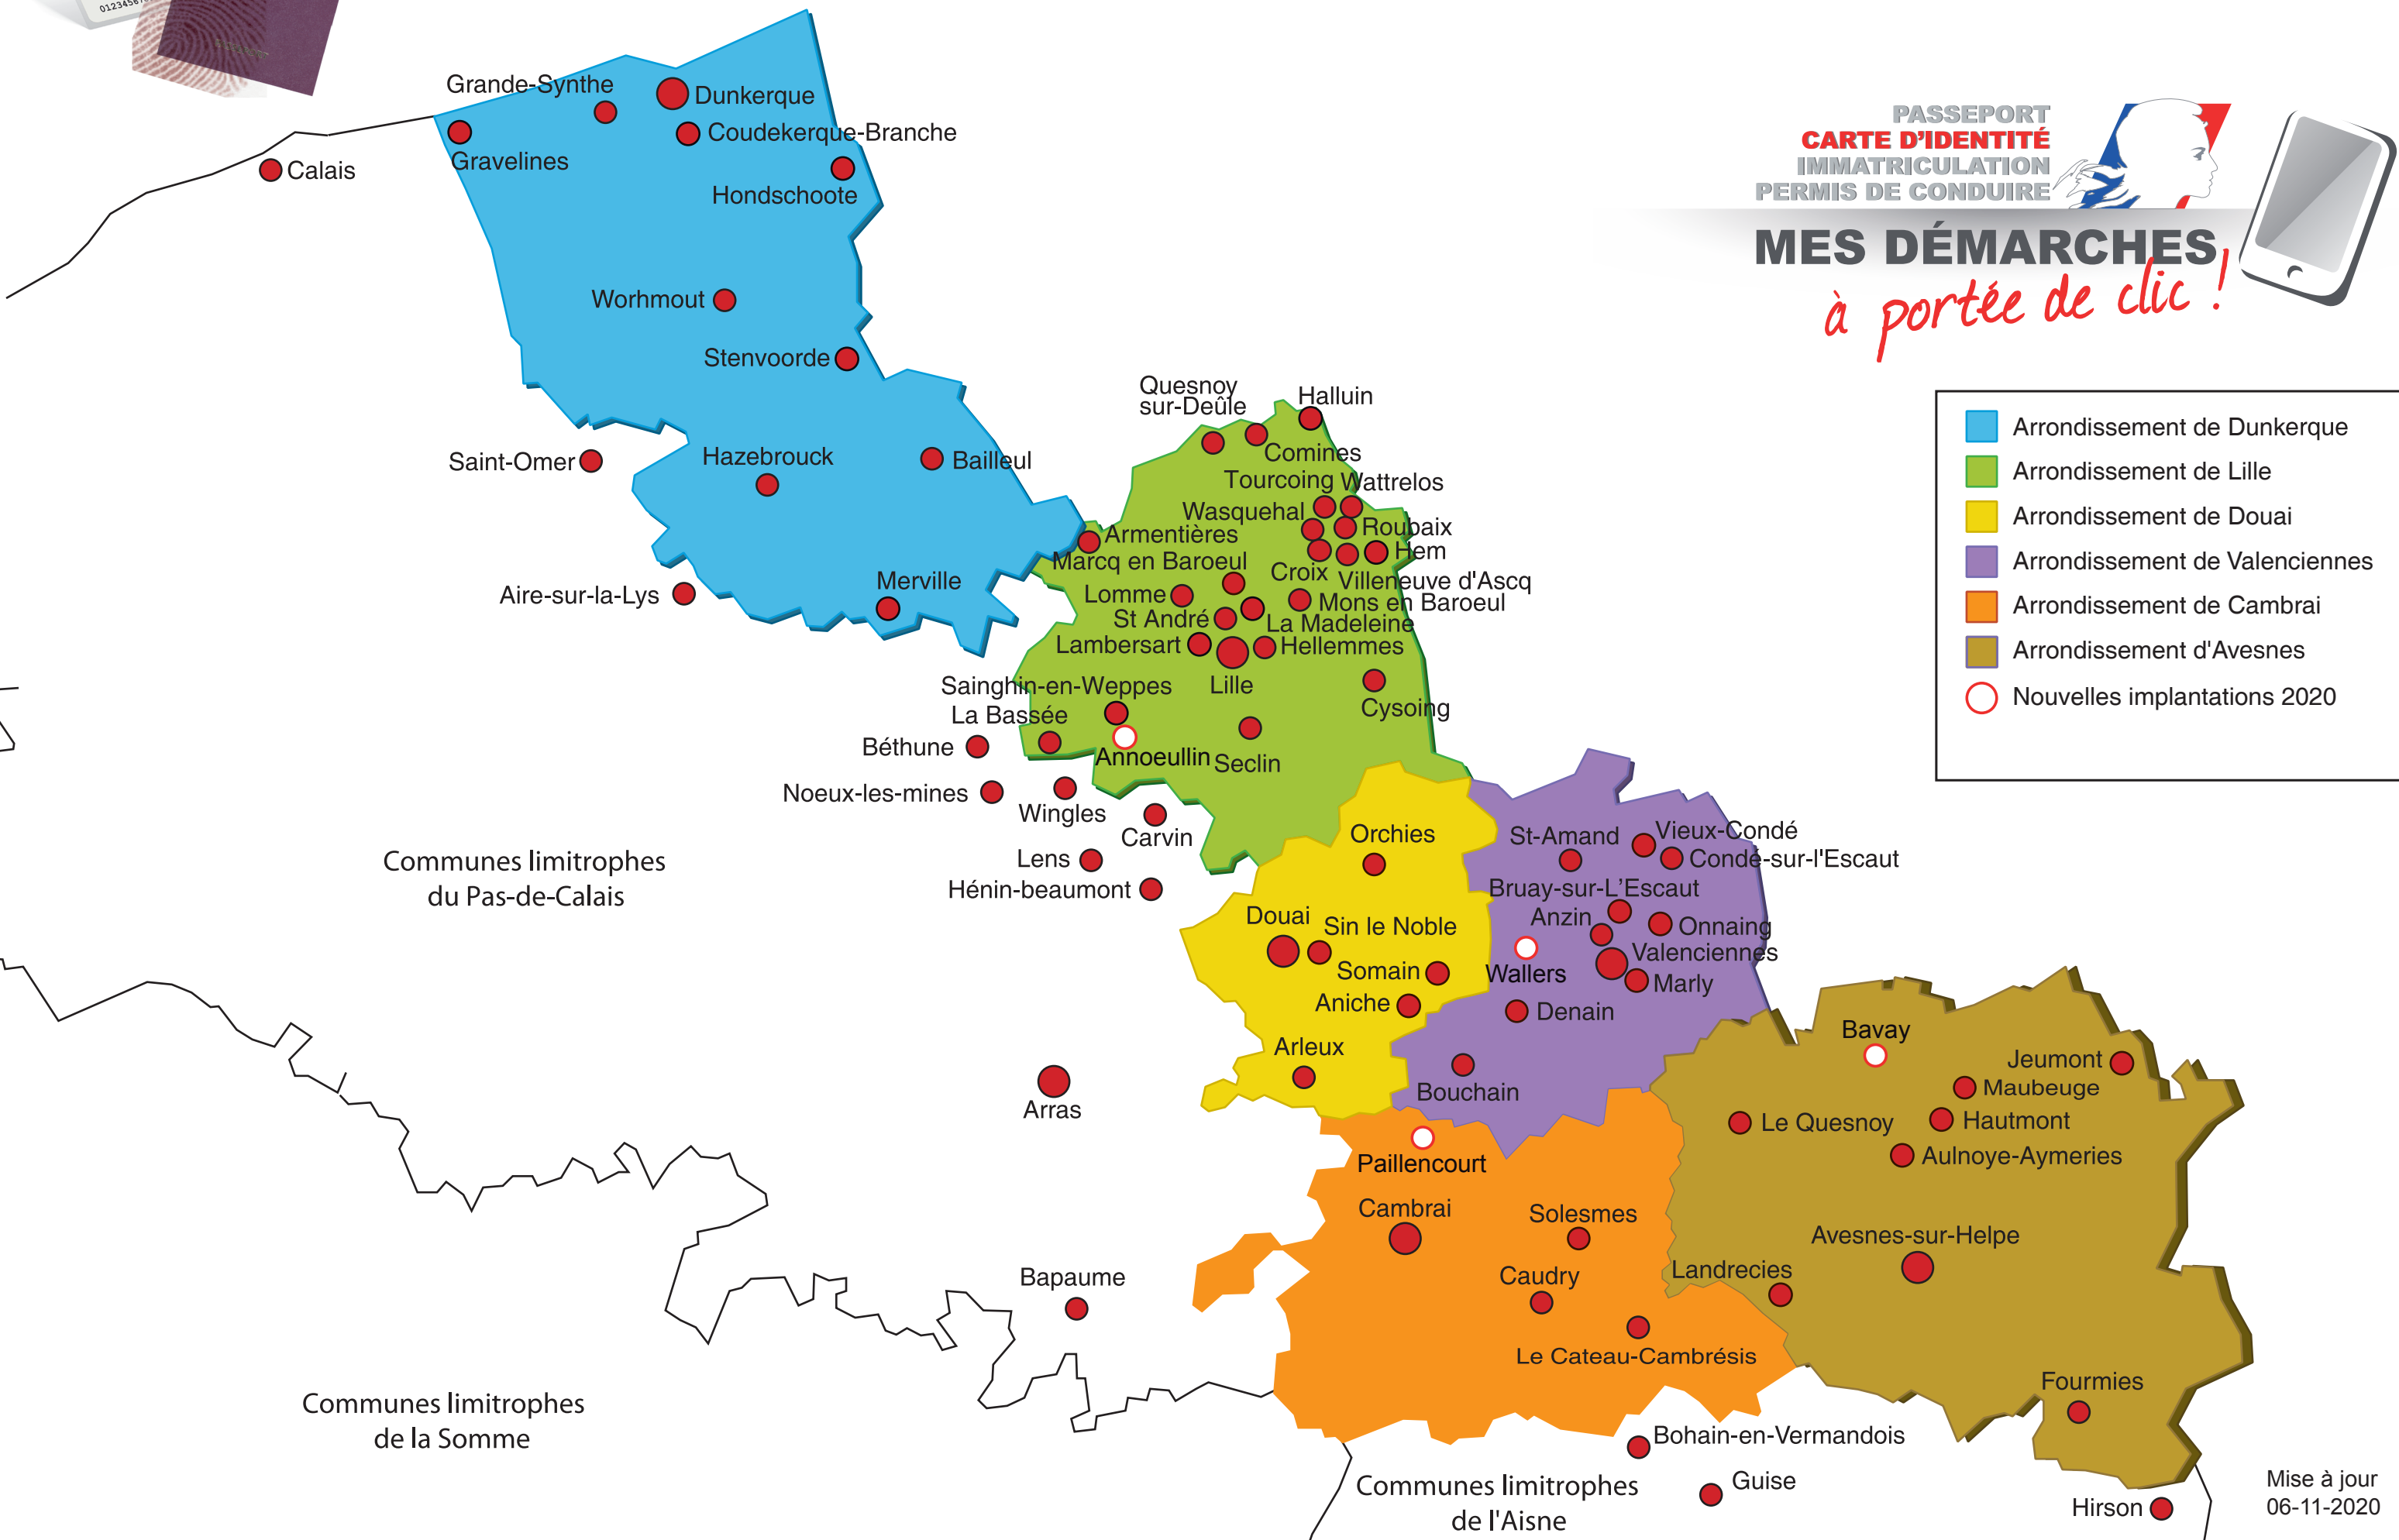 PASSEPORT
CARTE D'IDENTITÉ
IMMATRICULATION
PERMIS DE CONDUIRE
MES DÉMARCHES
à portée de clic !
Arrondissement de Dunkerque
Arrondissement de Lille
Arrondissement de Douai
Arrondissement de Valenciennes
Arrondissement de Cambrai
Arrondissement d'Avesnes
Nouvelles implantations 2020
Grande-Synthe
Dunkerque
Coudekerque-Branche
Gravelines
Calais
Hondschoote
Worhmout
Stenvoorde
Saint-Omer
Hazebrouck
Bailleul
Aire-sur-la-Lys
Merville
Quesnoy
sur-Deûle
Halluin
Comines
Tourcoing
Wattrelos
Wasquehal
Roubaix
Armentières
Hem
Marcq en Baroeul
Croix
Villeneuve d'Ascq
Lomme
Mons en Baroeul
St André
La Madeleine
Lambersart
Hellemmes
Lille
Sainghin-en-Weppes
La Bassée
Cysoing
Annoeullin
Seclin
Béthune
Noeux-les-mines
Wingles
Carvin
Lens
Hénin-beaumont
Communes limitrophes
du Pas-de-Calais
Orchies
Douai
Sin le Noble
Somain
Aniche
Arleux
St-Amand
Vieux-Condé
Condé-sur-l'Escaut
Bruay-sur-L'Escaut
Anzin
Onnaing
Valenciennes
Wallers
Marly
Denain
Bouchain
Arras
Bavay
Jeumont
Maubeuge
Le Quesnoy
Hautmont
Aulnoye-Aymeries
Avesnes-sur-Helpe
Landrecies
Fourmies
Paillencourt
Cambrai
Solesmes
Caudry
Le Cateau-Cambrésis
Bapaume
Communes limitrophes
de la Somme
Bohain-en-Vermandois
Guise
Communes limitrophes
de l'Aisne
Hirson
Mise à jour
06-11-2020